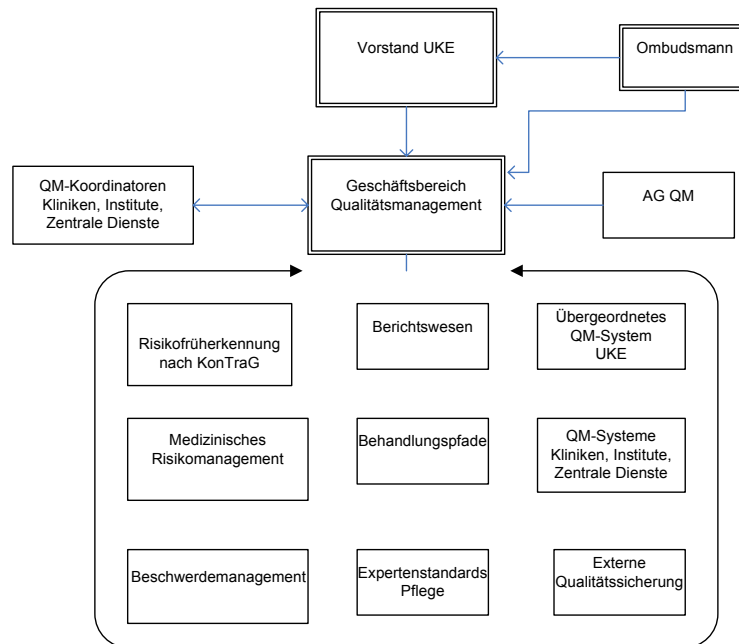 Vorstand UKE
Ombudsmann
QM-Koordinatoren
Kliniken, Institute,
Zentrale Dienste
Geschäftsbereich
Qualitätsmanagement
AG QM
Risikofrüherkennung
nach KonTraG
Berichtswesen
Übergeordnetes
QM-System
UKE
Medizinisches
Risikomanagement
Behandlungspfade
QM-Systeme
Kliniken, Institute,
Zentrale Dienste
Beschwerdemanagement
Expertenstandards
Pflege
Externe
Qualitätssicherung